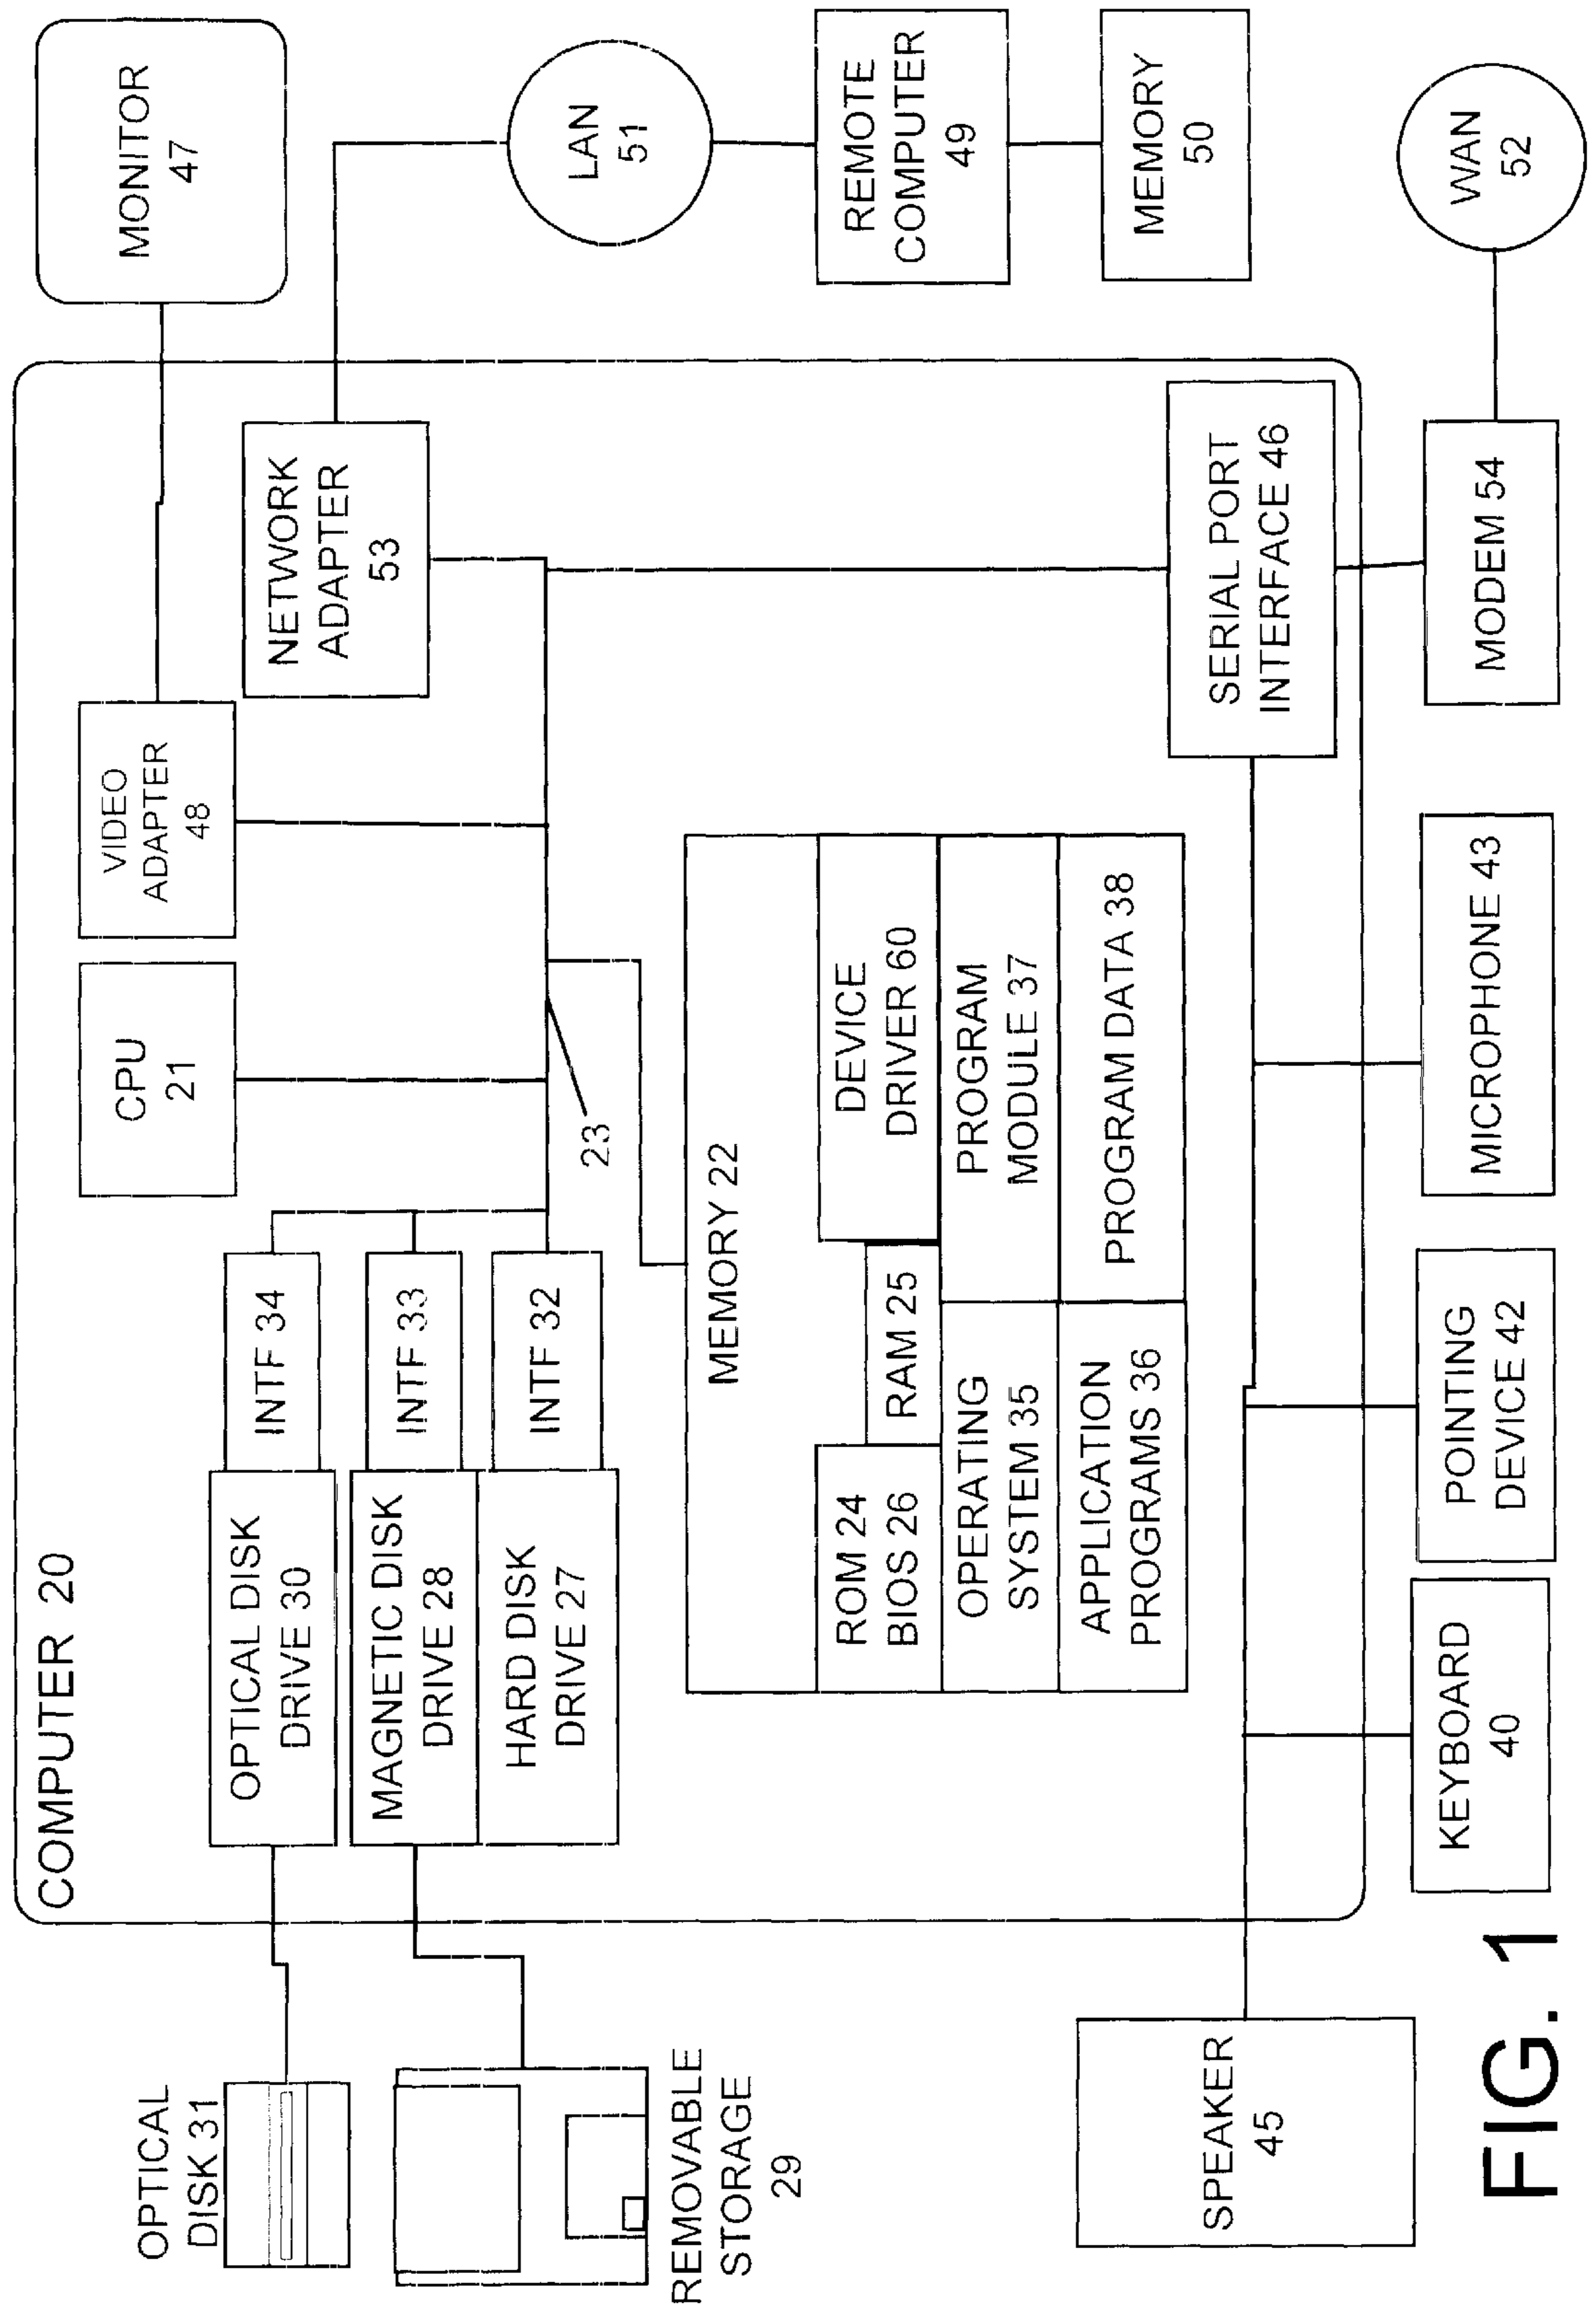 COMPUTER 20
OPTICAL
DISK 31
OPTICAL DISK
DRIVE 30
INTF 34
CPU
21
VIDEO
ADAPTER
48
MONITOR
47
REMOVABLE
STORAGE
29
MAGNETIC DISK
DRIVE 28
INTF 33
HARD DISK
DRIVE 27
INTF 32
23
NETWORK
ADAPTER
53
LAN
51
MEMORY 22
ROM 24
BIOS 26
RAM 25
DEVICE
DRIVER 60
OPERATING
SYSTEM 35
PROGRAM
MODULE 37
APPLICATION
PROGRAMS 36
PROGRAM DATA 38
REMOTE
COMPUTER
49
MEMORY
50
SPEAKER
45
SERIAL PORT
INTERFACE 46
KEYBOARD
40
POINTING
DEVICE 42
MICROPHONE 43
MODEM 54
WAN
52
FIG. 1